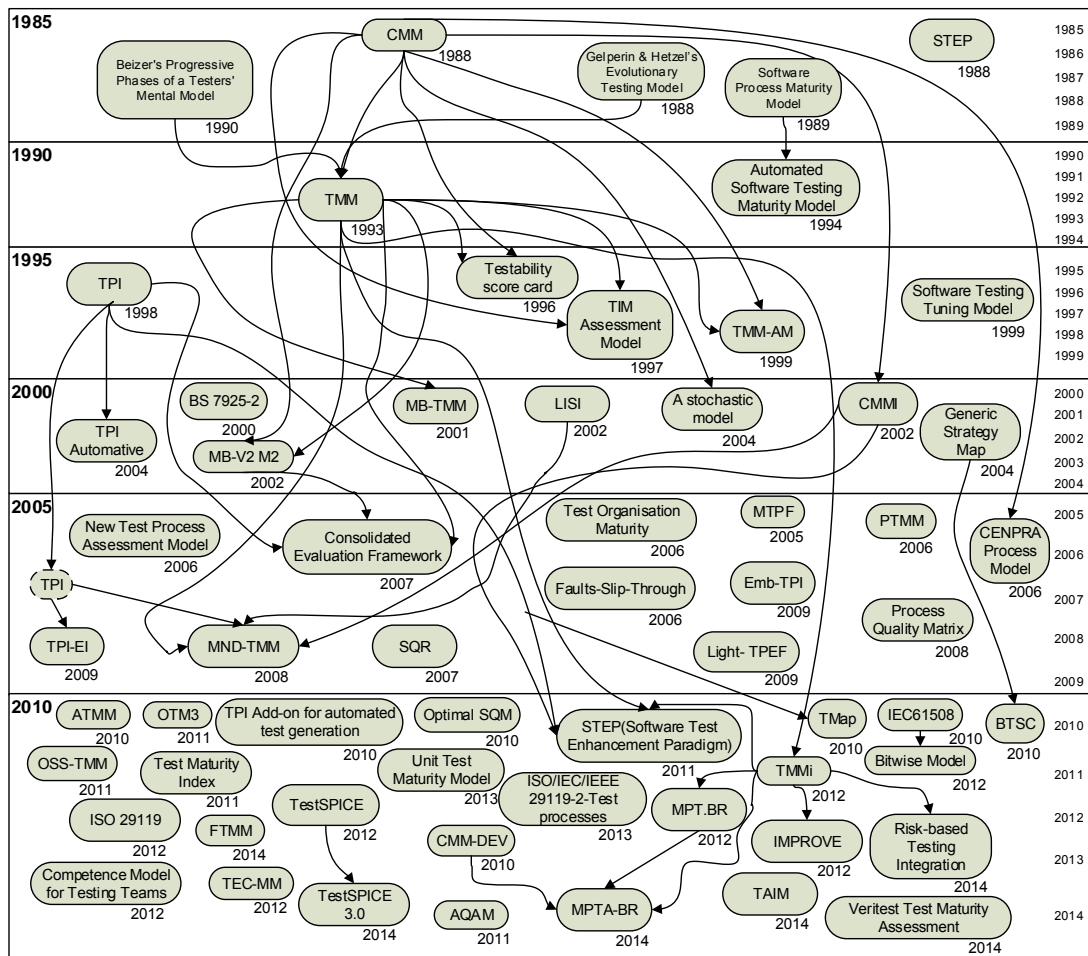 1985
CMM
1988
STEP
1988
Beizer's Progressive
Phases of a Testers'
Mental Model
1990
Gelperin & Hetzel's
Evolutionary
Testing Model
1988
Software
Process Maturity
Model
1989
1985
1986
1987
1988
1989
1990
TMM
1993
Automated
Software Testing
Maturity Model
1994
1990
1991
1992
1993
1994
1995
TPI
1998
Testability
score card
1996
TIM
Assessment
Model
1997
TMM-AM
1999
Software Testing
Tuning Model
1999
1995
1996
1997
1998
1999
2000
BS 7925-2
2000
TPI
Automative
2004
MB-V2 M2
2002
MB-TMM
2001
LISI
2002
A stochastic
model
2004
CMMI
2002
Generic
Strategy
Map
2004
2000
2001
2002
2003
2004
2005
New Test Process
Assessment Model
2006
Consolidated
Evaluation Framework
2007
Test Organisation
Maturity
2006
MTPF
2005
PTMM
2006
CENPRA
Process
Model
2006
TPI
Faults-Slip-Through
2006
Emb-TPI
2009
Process
Quality Matrix
2008
TPI-EI
2009
MND-TMM
2008
SQR
2007
Light- TPEF
2009
2005
2006
2007
2008
2009
2010
ATMM
2010
OTM3
2011
TPI Add-on for automated
test generation
2010
Optimal SQM
2010
STEP(Software Test
Enhancement Paradigm)
2011
TMap
2010
IEC61508
2010
BTSC
2010
OSS-TMM
2011
Test Maturity
Index
2011
Unit Test
Maturity Model
2013
ISO/IEC/IEEE
29119-2-Test
processes
2013
TMMi
2012
Bitwise Model
2012
ISO 29119
2012
FTMM
2014
TestSPICE
2012
CMM-DEV
2010
MPT.BR
2012
IMPROVE
2012
Risk-based
Testing
Integration
2014
Competence Model
for Testing Teams
2012
TEC-MM
2012
TestSPICE
3.0
2014
AQAM
2011
MPTA-BR
2014
TAIM
2014
Veritest Test Maturity
Assessment
2014
2010
2011
2012
2013
2014